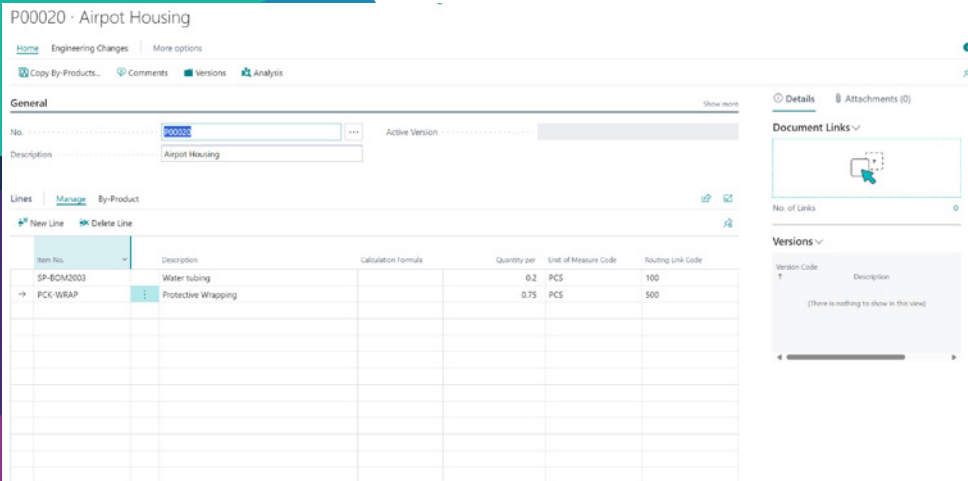 P00020 · Airpot Housing
Home Engineering Changes More options
Copy By-Products... Comments Versions Analysis
General Show more
No. P00020 ... Active Version
Description Airpot Housing
Details Attachments (0)
Document Links
No. of Links 0
Lines Manage By-Product
New Line Delete Line
Item No. Description Calculation Formula Quantity per Unit of Measure Code Routing Link Code
SP-BOM2003 Water tubing 0.2 PCS 100
PCK-WRAP Protective Wrapping 0.75 PCS 500
Versions
Version Code
Description
(There is nothing to show in this view)